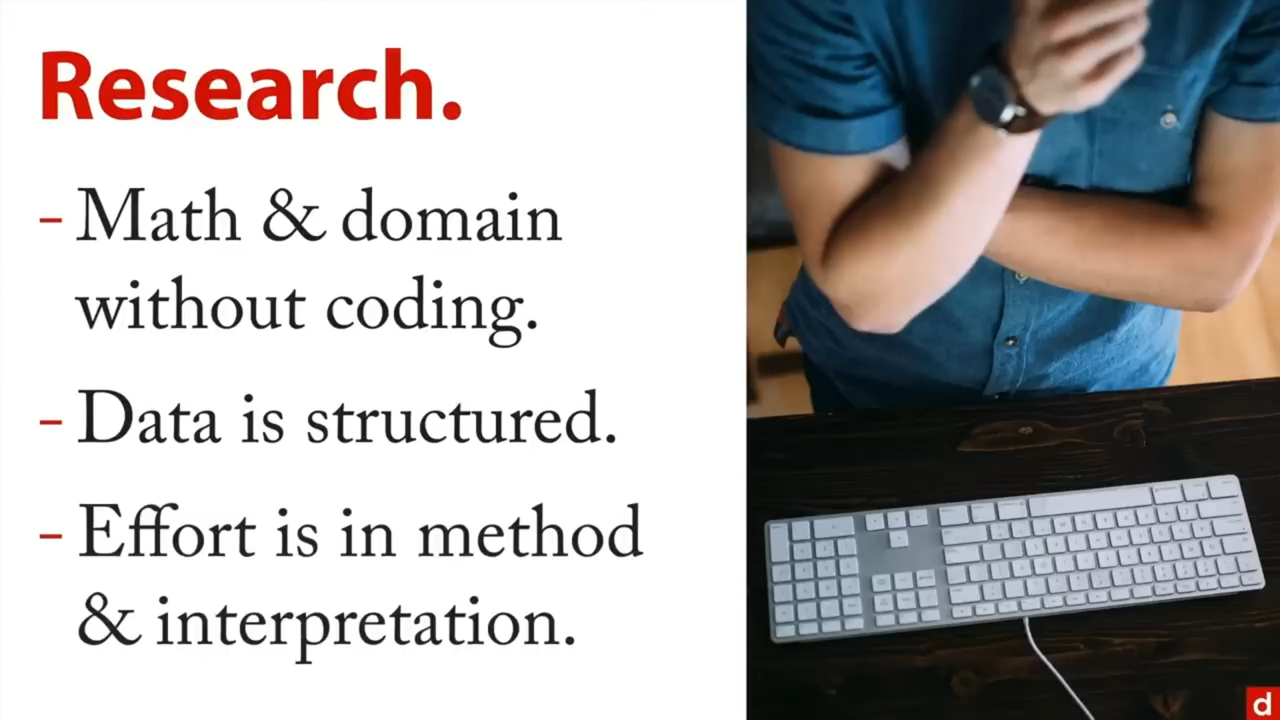 Research.
- Math & domain
without coding.
- Data is structured.
- Effort is in method
& interpretation.
d